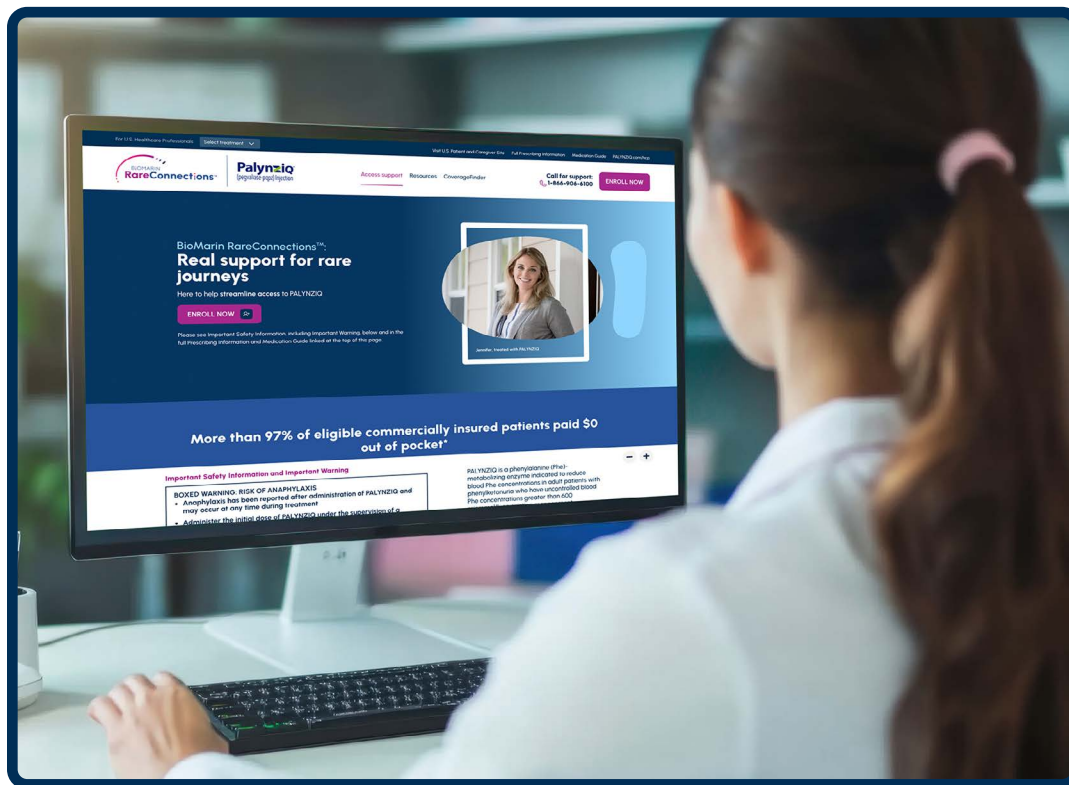 For U.S. Healthcare Professionals
Select treatment
Visit U.S. Patient and Caregiver Site Full Prescribing Information Medication Guide PALYNZIQ.com/hcp
BIOMARIN
RareConnections™
Palynziq
(pegvaliase-pqpz) Injection
Access support Resources CoverageFinder
Call for support:
1-866-906-6100
ENROLL NOW
BioMarin RareConnections™:
Real support for rare
journeys
Here to help streamline access to PALYNZIQ
ENROLL NOW
Please see Important Safety Information, including Important Warning, below and in the
full Prescribing Information and Medication Guide linked at the top of this page.
Jennifer, treated with PALYNZIQ
More than 97% of eligible commercially insured patients paid $0
out of pocket*
Important Safety Information and Important Warning
BOXED WARNING: RISK OF ANAPHYLAXIS
• Anaphylaxis has been reported after administration of PALYNZIQ and
may occur at any time during treatment
• Administer the initial dose of PALYNZIQ under the supervision of a
PALYNZIQ is a phenylalanine (Phe)-
metabolizing enzyme indicated to reduce
blood Phe concentrations in adult patients with
phenylketonuria who have uncontrolled blood
Phe concentrations greater than 600